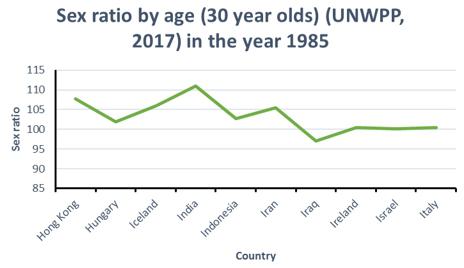 Sex ratio by age (30 year olds) (UNWPP,
2017) in the year 1985
115
110
105
100
95
90
85
Sex ratio
Hong Kong
Hungary
Iceland
India
Indonesia
Iran
Iraq
Ireland
Israel
Italy
Country